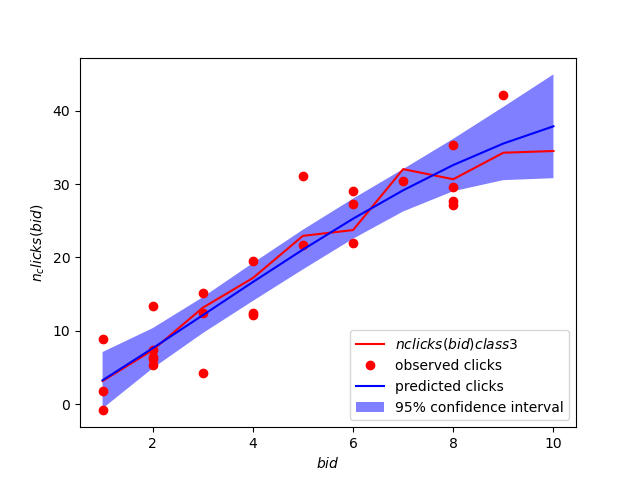 40
30
20
10
0
n_clicks(bid)
nclicks(bid)class3
observed clicks
predicted clicks
95% confidence interval
2 4 6 8 10
bid